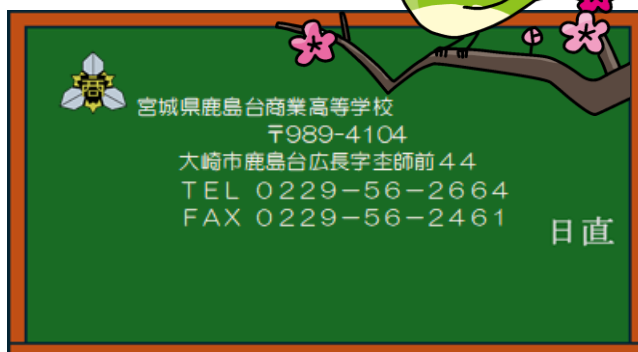 商
宮城県鹿島台商業高等学校
〒989-4104
大崎市鹿島台広長字杢師前４４
ＴＥＬ ０２２９－５６－２６６４
ＦＡＸ ０２２９－５６－２４６１
日直